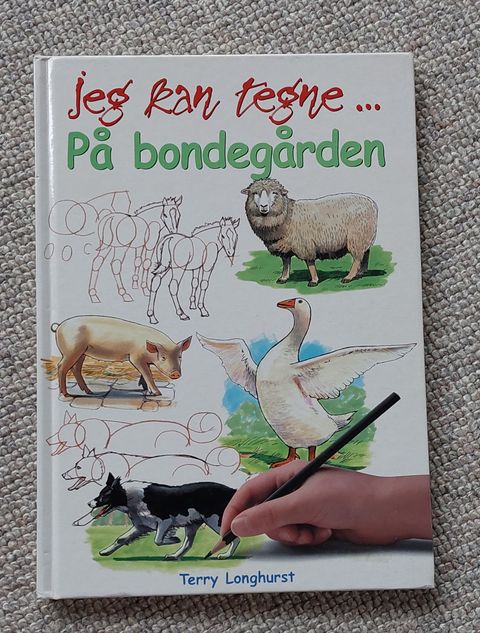 jeg kan tegne ...
På bondegården
Terry Longhurst